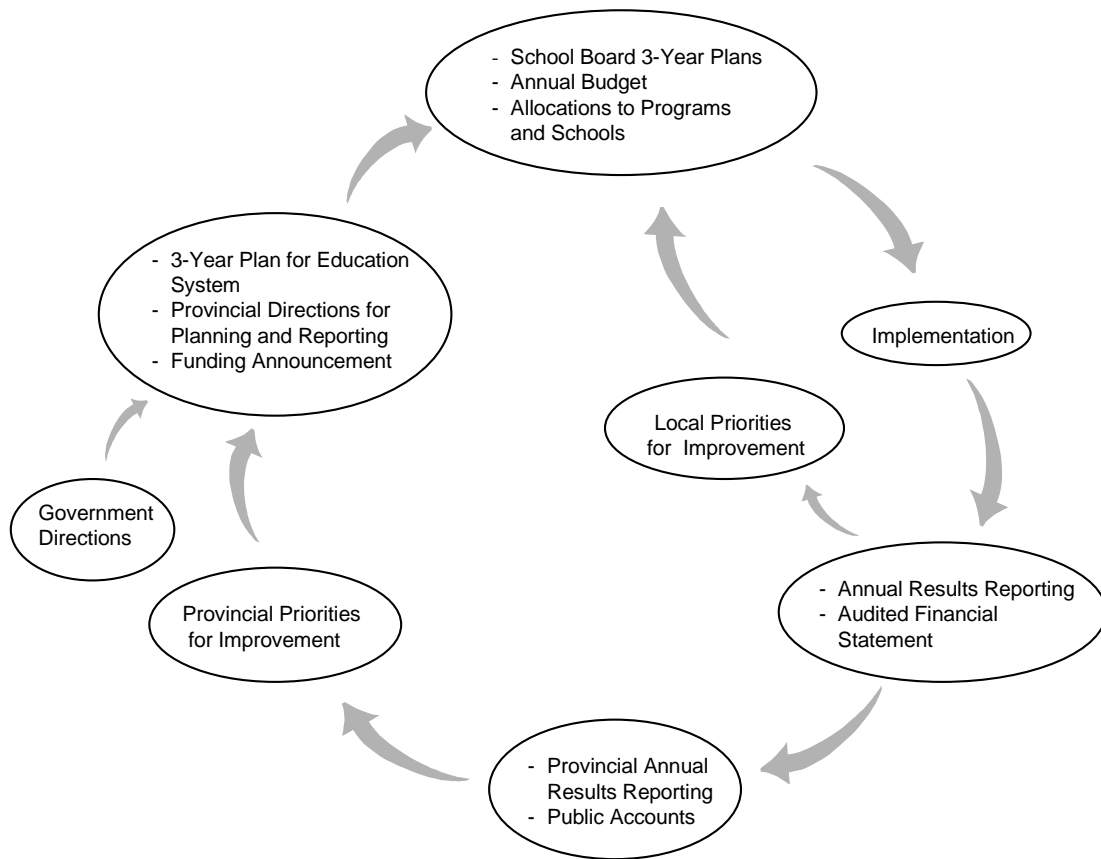 - School Board 3-Year Plans
- Annual Budget
- Allocations to Programs
and Schools
- 3-Year Plan for Education
System
- Provincial Directions for
Planning and Reporting
- Funding Announcement
Implementation
Local Priorities
for Improvement
Government
Directions
- Annual Results Reporting
- Audited Financial
Statement
Provincial Priorities
for Improvement
- Provincial Annual
Results Reporting
- Public Accounts